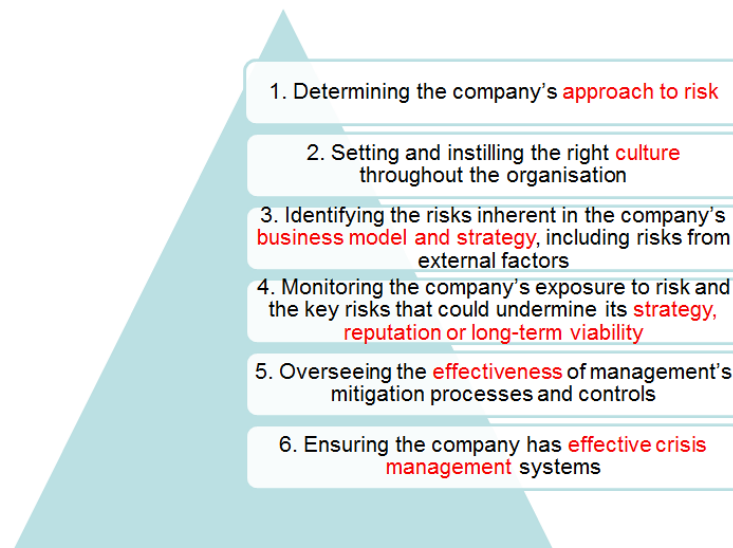 1. Determining the company's approach to risk
2. Setting and instilling the right culture
throughout the organisation
3. Identifying the risks inherent in the company's
business model and strategy, including risks from
external factors
4. Monitoring the company's exposure to risk and
the key risks that could undermine its strategy,
reputation or long-term viability
5. Overseeing the effectiveness of management's
mitigation processes and controls
6. Ensuring the company has effective crisis
management systems